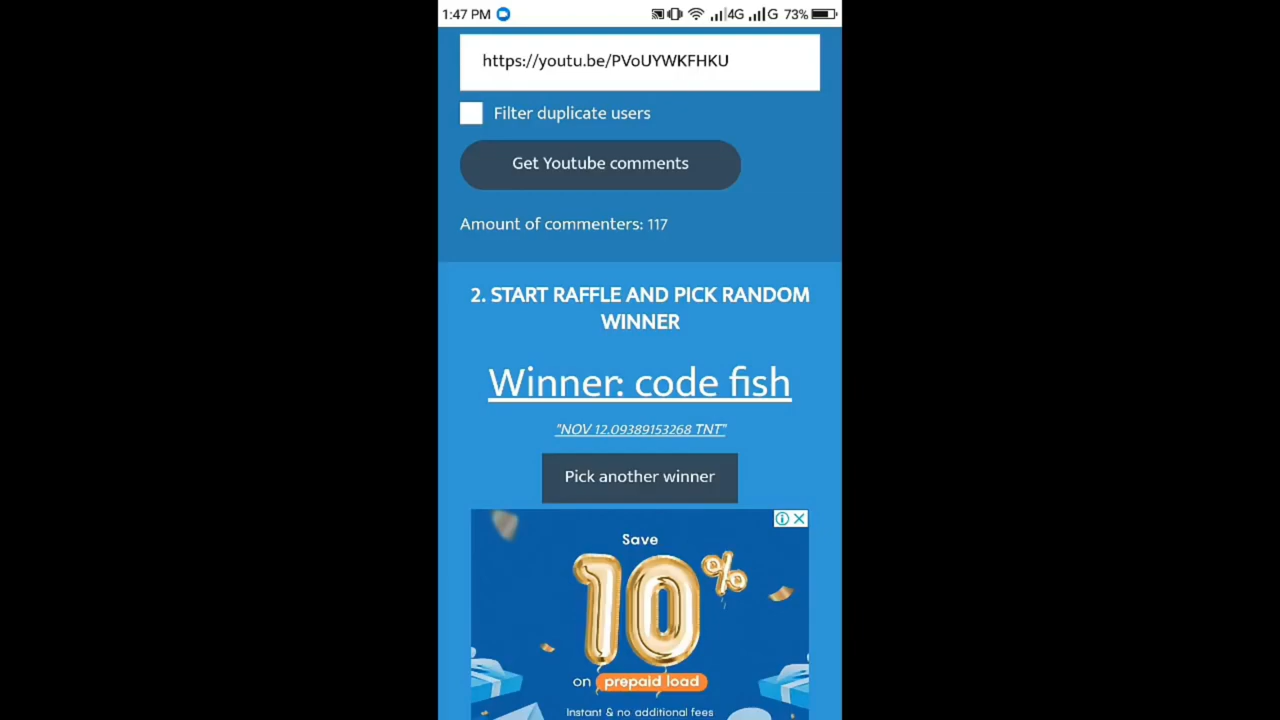 1:47 PM 4G G 73%
https://youtu.be/PVoUYWKFHKU
Filter duplicate users
Get Youtube comments
Amount of commenters: 117
2. START RAFFLE AND PICK RANDOM
WINNER
Winner: code fish
"NOV 12.09389153268 TNT"
Pick another winner
Save
10%
on prepaid load
Instant & no additional fees